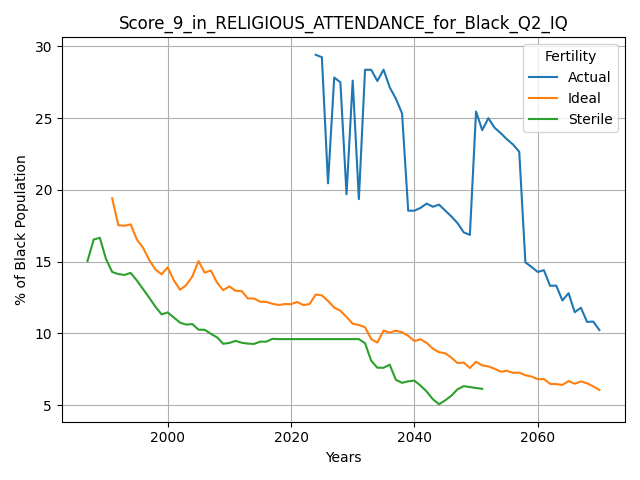 Score_9_in_RELIGIOUS_ATTENDANCE_for_Black_Q2_IQ
30
25
20
15
10
5
% of Black Population
Fertility
Actual
Ideal
Sterile
2000
2020
2040
2060
Years